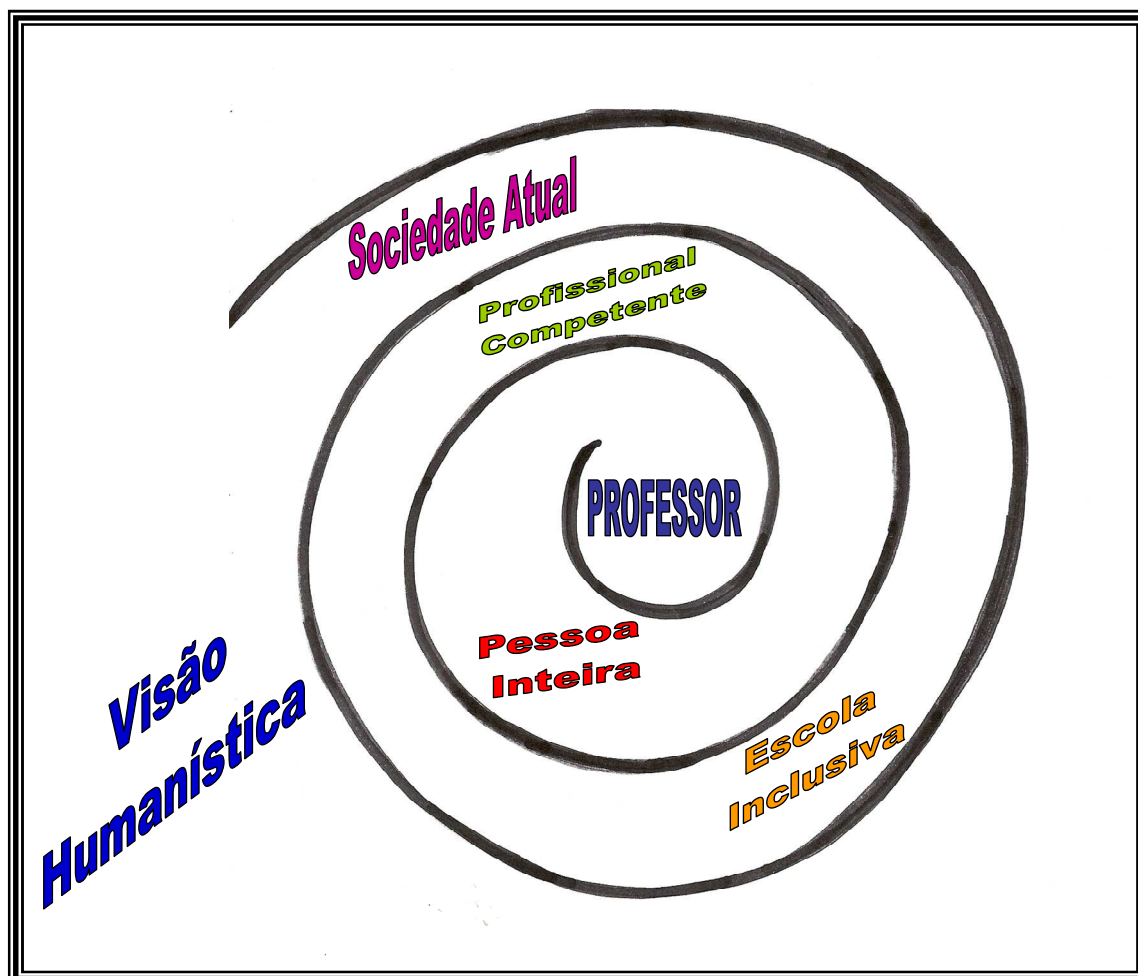 Sociedade Atual
Profissional
Competente
PROFESSOR
Pessoa
Inteira
Visão
Humanística
Escola
Inclusiva